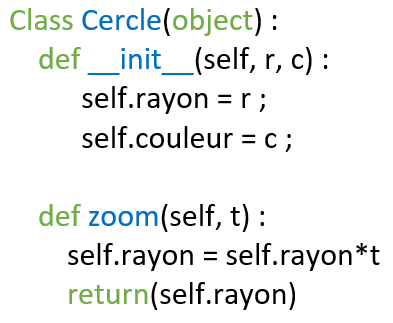 Class Cercle(object) :
def __init__(self, r, c) :
self.rayon = r ;
self.couleur = c ;
def zoom(self, t) :
self.rayon = self.rayon*t
return(self.rayon)